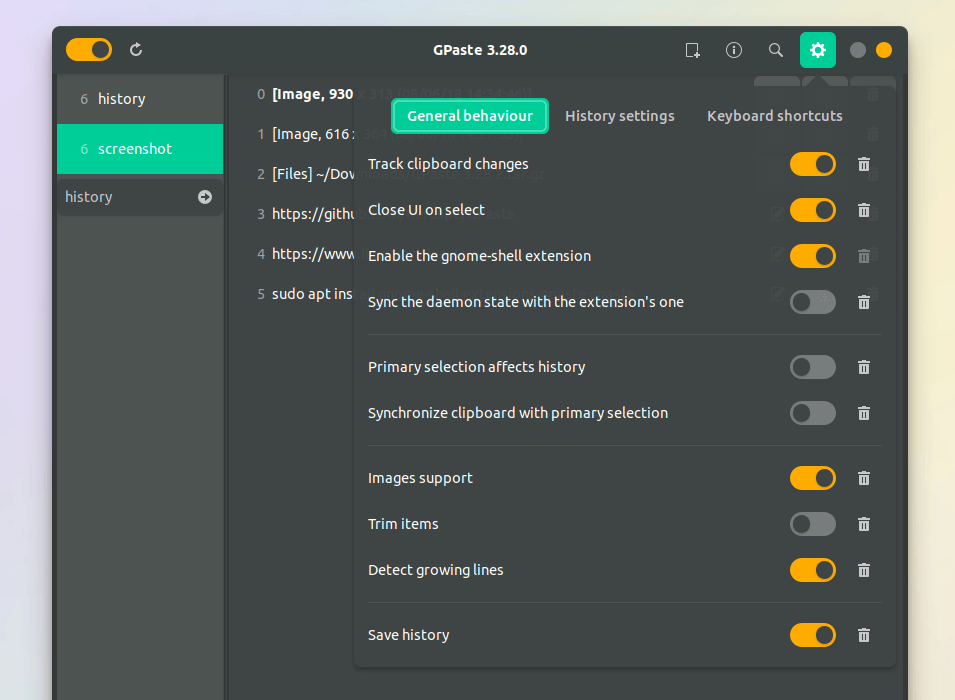 GPaste 3.28.0
6 history
6 screenshot
history
0 [Image, 930
1 [Image, 616 x
2 [Files] ~/Dow
3 https://githu
4 https://www.
5 sudo apt inst
General behaviour
History settings
Keyboard shortcuts
Track clipboard changes
Close UI on select
Enable the gnome-shell extension
Sync the daemon state with the extension's one
Primary selection affects history
Synchronize clipboard with primary selection
Images support
Trim items
Detect growing lines
Save history